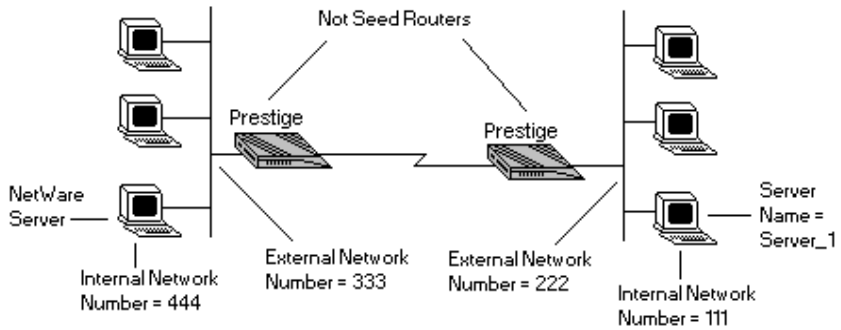 Not Seed Routers
Prestige
Prestige
NetWare
Server
Server
Name =
Server_1
External Network
Number = 333
External Network
Number = 222
Internal Network
Number = 444
Internal Network
Number = 111